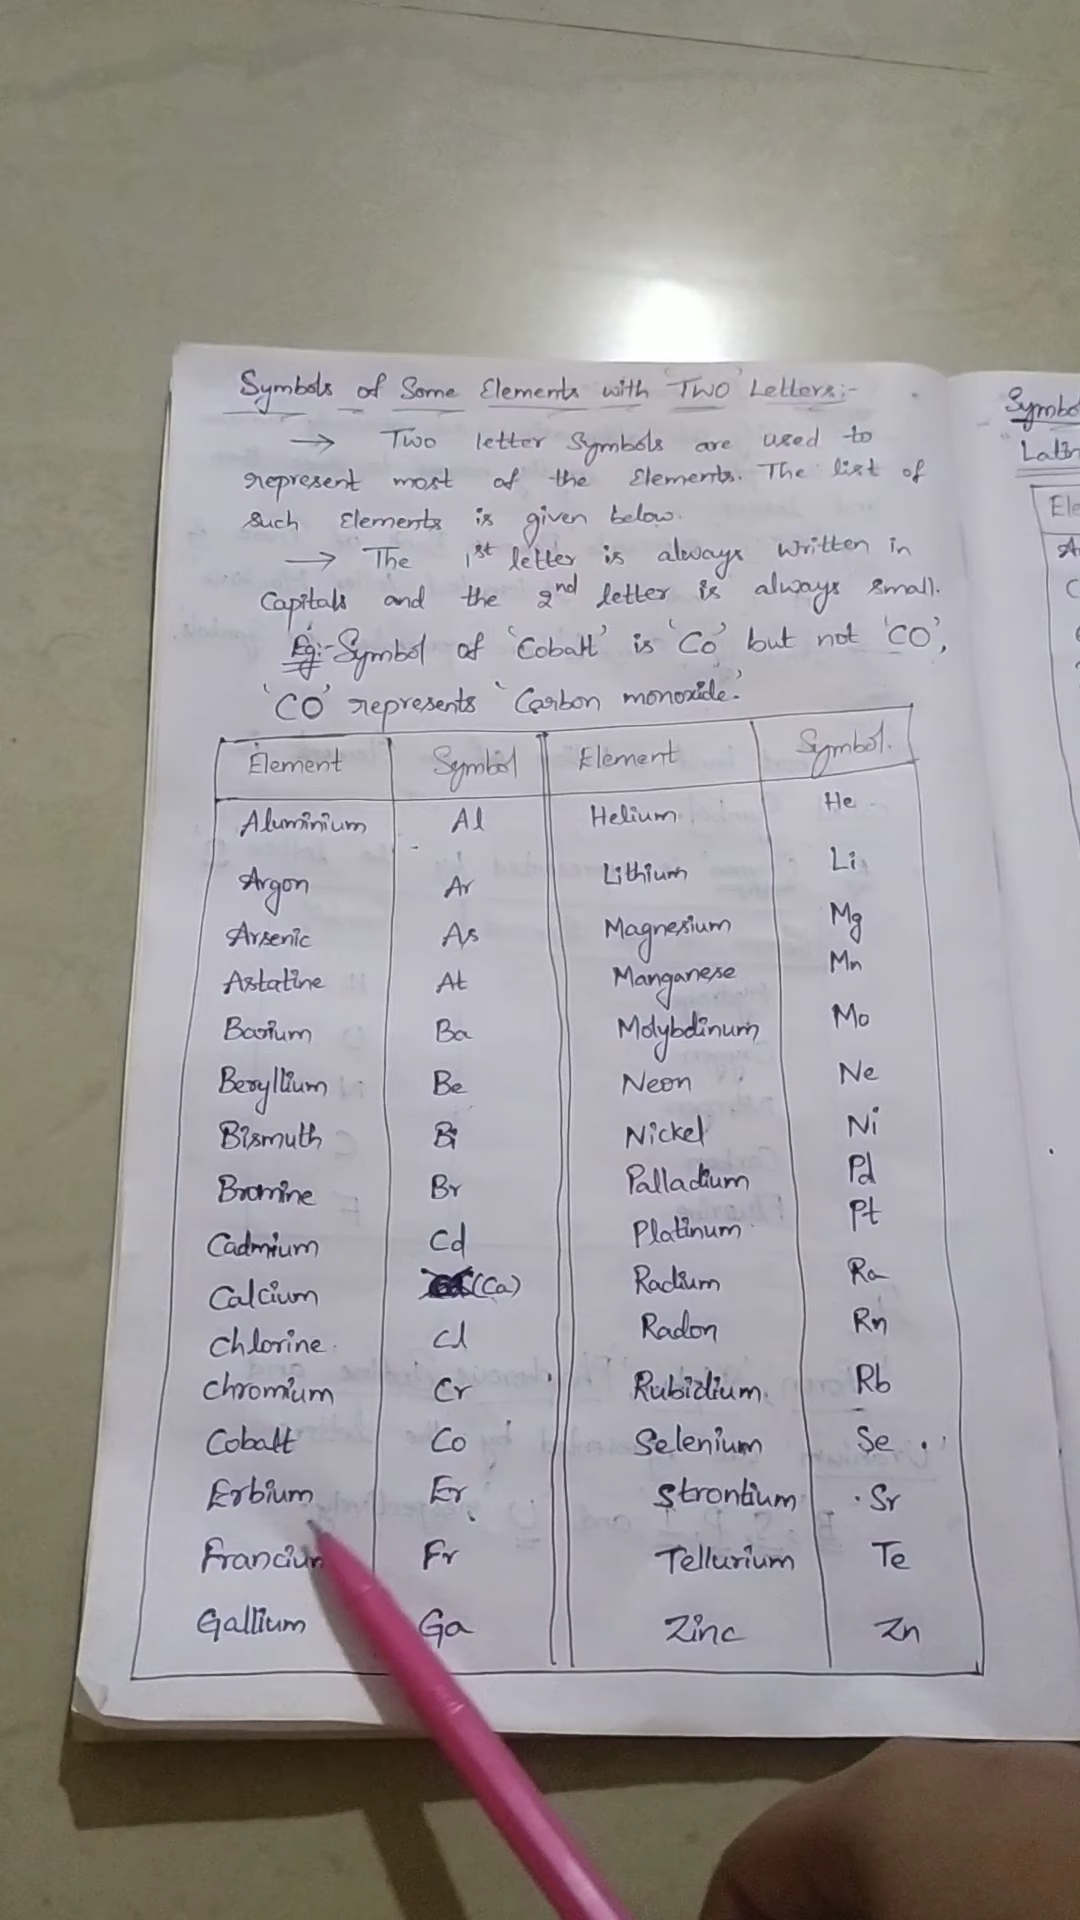 Symbols of Some Elements with 'TWO' Letters:-
→ Two letter Symbols are used to
represent most of the Elements. The list of
such Elements is given below.
→ The 1st letter is always written in
Capitals and the 2nd letter is always small.
Eg:- Symbol of 'Cobalt' is 'Co' but not 'CO',
'CO' represents 'Carbon monoxide.'
Element Symbol Element Symbol.
Aluminium Al Helium He
Argon Ar Lithium Li
Arsenic As Magnesium Mg
Astatine At Manganese Mn
Barium Ba Molybdinum Mo
Beryllium Be Neon Ne
Bismuth Bi Nickel Ni
Bromine Br Palladium Pd
Cadmium Cd Platinum Pt
Calcium (Ca) Radium Ra
Chlorine Cl Radon Rn
Chromium Cr Rubidium Rb
Cobalt Co Selenium Se
Erbium Er Strontium Sr
Francium Fr Tellurium Te
Gallium Ga Zinc Zn
Symbol
Latin
Ele